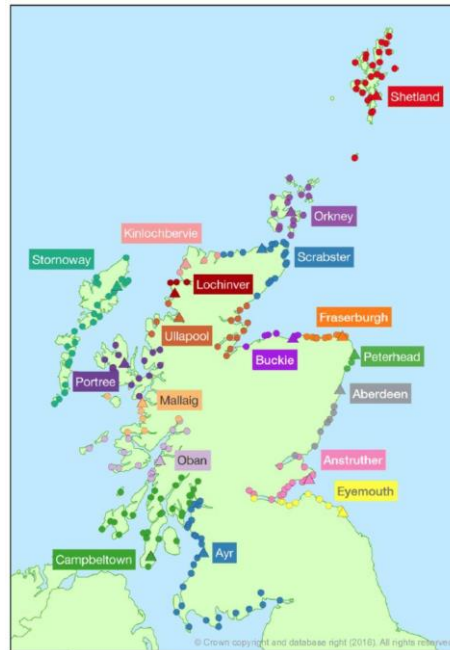 Shetland
Orkney
Kinlochbervie
Scrabster
Stornoway
Lochinver
Fraserburgh
Ullapool
Buckie
Peterhead
Portree
Aberdeen
Mallaig
Anstruther
Oban
Eyemouth
Campbeltown
Ayr
© Crown copyright and database right (2016). All rights reserved